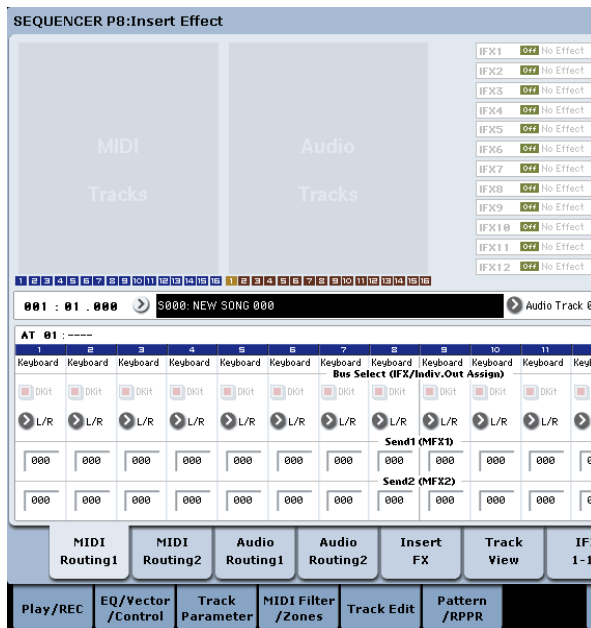 SEQUENCER P8:Insert Effect
MIDI
Tracks
Audio
Tracks
IFX1 Off No Effect
IFX2 Off No Effect
IFX3 Off No Effect
IFX4 Off No Effect
IFX5 Off No Effect
IFX6 Off No Effect
IFX7 Off No Effect
IFX8 Off No Effect
IFX9 Off No Effect
IFX10 Off No Effect
IFX11 Off No Effect
IFX12 Off No Effect
1 2 3 4 5 6 7 8 9 10 11 12 13 14 15 16 1 2 3 4 5 6 7 8 9 10 11 12 13 14 15 16
001 : 01 .000 S000: NEW SONG 000 Audio Track
AT 01 :----
1 2 3 4 5 6 7 8 9 10 11
Keyboard Keyboard Keyboard Keyboard Keyboard Keyboard Keyboard Keyboard Keyboard Keyboard Keyboard
Bus Select (IFX/Indiv.Out Assign)
DKit DKit DKit DKit DKit DKit DKit DKit DKit DKit DKit
L/R L/R L/R L/R L/R L/R L/R L/R L/R L/R L/R
Send1 (MFX1)
000 000 000 000 000 000 000 000 000 000 000
Send2 (MFX2)
000 000 000 000 000 000 000 000 000 000 000
MIDI Routing1 MIDI Routing2 Audio Routing1 Audio Routing2 Insert FX Track View
Play/REC EQ/Vector /Control Track Parameter MIDI Filter /Zones Track Edit Pattern /RPPR